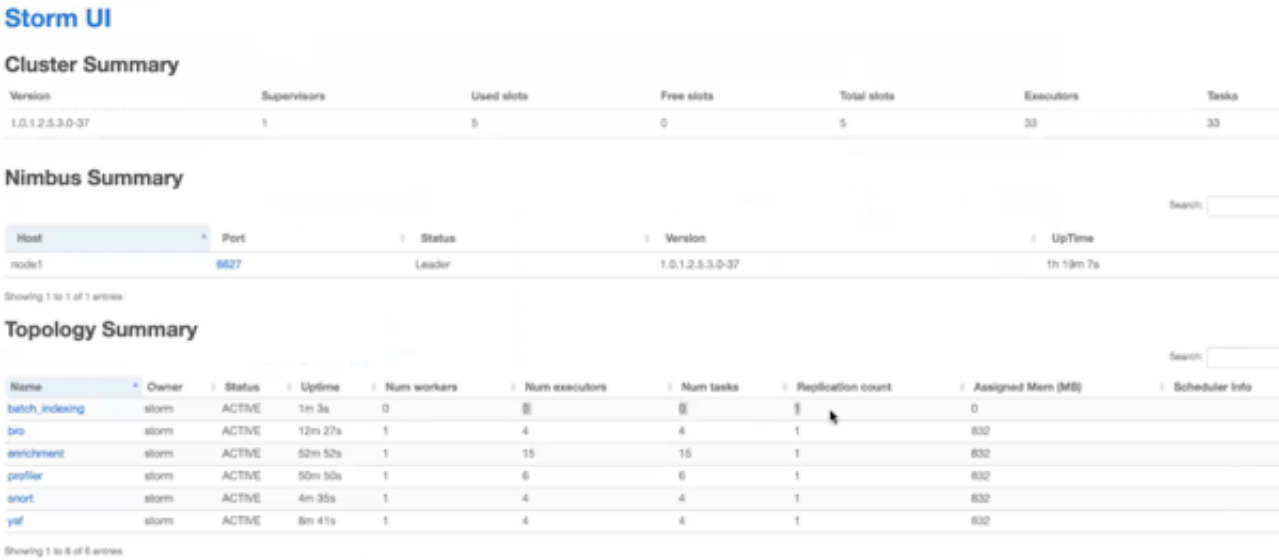 Storm UI
Cluster Summary
Version Supervisors Used slots Free slots Total slots Executors Tasks
1.0.1.2.5.3.0-37 1 5 0 5 33 33
Nimbus Summary
Search:
Host Port Status Version UpTime
node1 6627 Leader 1.0.1.2.5.3.0-37 1h 19m 7s
Showing 1 to 1 of 1 entries
Topology Summary
Search:
Name Owner Status Uptime Num workers Num executors Num tasks Replication count Assigned Mem (MB) Scheduler Info
batch_indexing storm ACTIVE 1m 3s 0 0 0 1 0
bro storm ACTIVE 12m 27s 1 4 4 1 832
enrichment storm ACTIVE 52m 52s 1 15 15 1 832
profiler storm ACTIVE 50m 50s 1 6 6 1 832
snort storm ACTIVE 4m 35s 1 4 4 1 832
yaf storm ACTIVE 8m 41s 1 4 4 1 832
Showing 1 to 6 of 6 entries